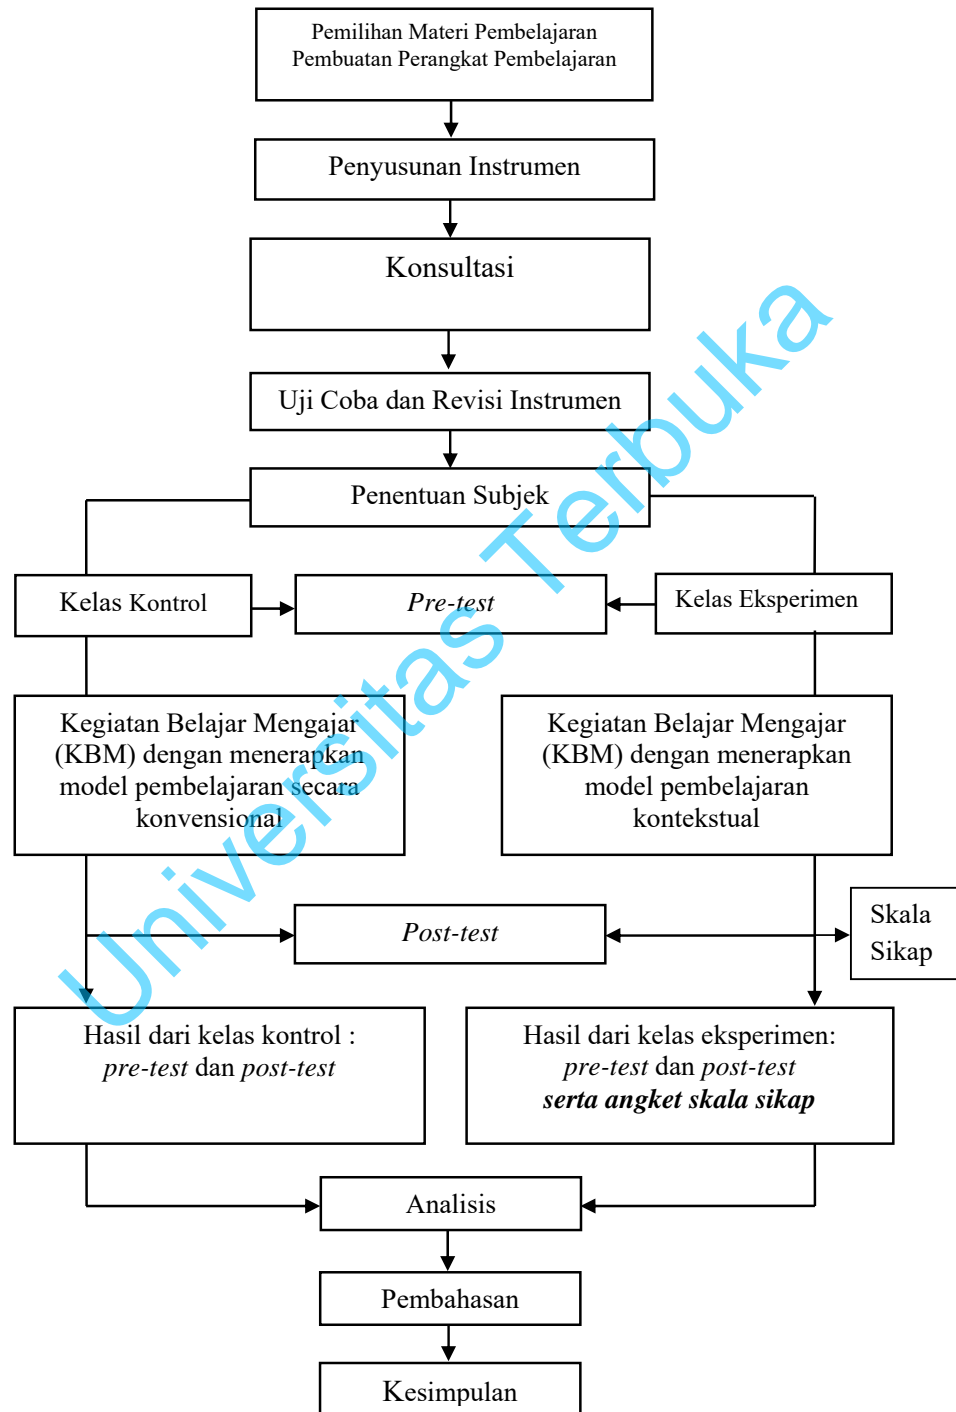 Pemilihan Materi Pembelajaran
Pembuatan Perangkat Pembelajaran
Penyusunan Instrumen
Konsultasi
Uji Coba dan Revisi Instrumen
Penentuan Subjek
Kelas Kontrol
Pre-test
Kelas Eksperimen
Kegiatan Belajar Mengajar
(KBM) dengan menerapkan
model pembelajaran secara
konvensional
Kegiatan Belajar Mengajar
(KBM) dengan menerapkan
model pembelajaran
kontekstual
Post-test
Skala
Sikap
Hasil dari kelas kontrol :
pre-test dan post-test
Hasil dari kelas eksperimen:
pre-test dan post-test
serta angket skala sikap
Analisis
Pembahasan
Kesimpulan
Universitas Terbuka